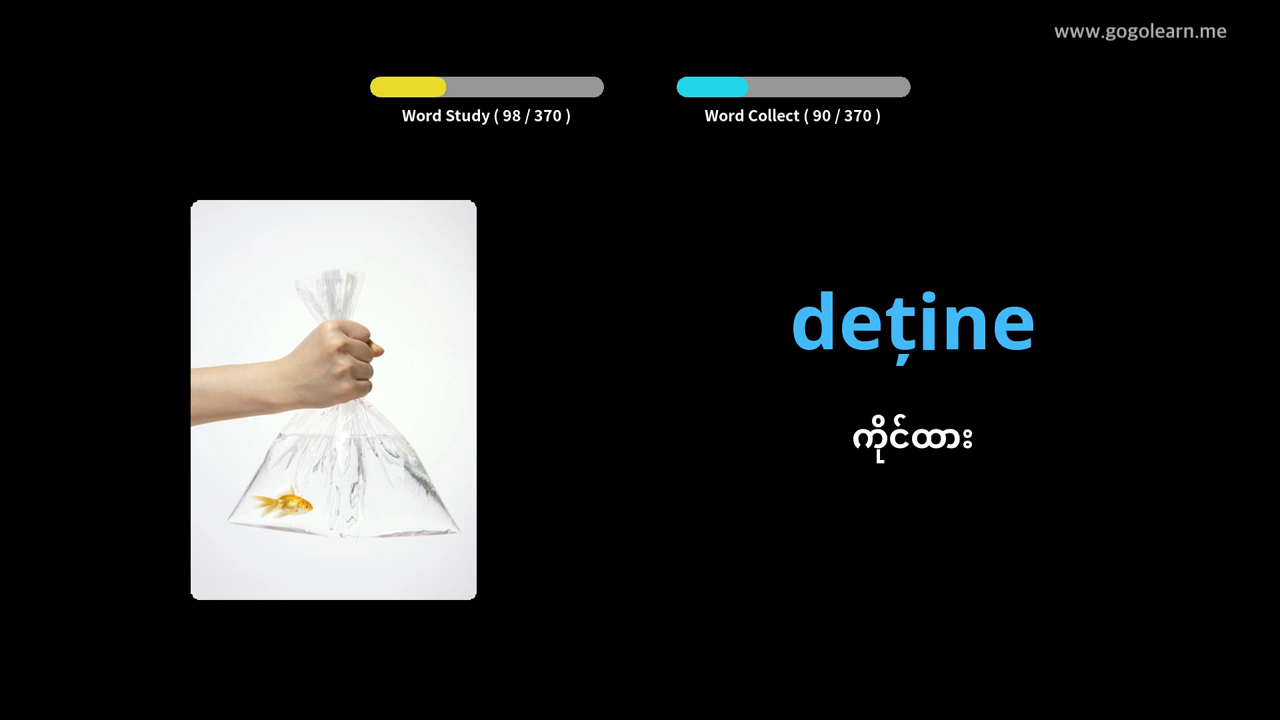 www.gogolearn.me
Word Study ( 98 / 370 )
Word Collect ( 90 / 370 )
deține
ကိုင်ထား